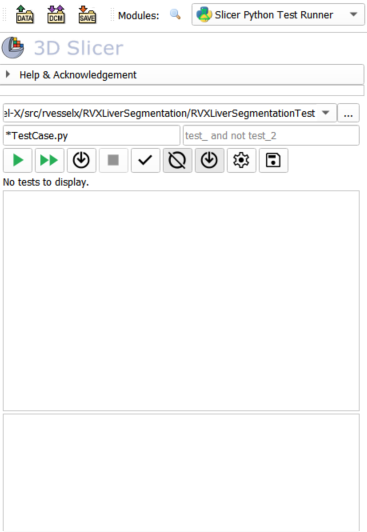 DATA DCM SAVE Modules: Slicer Python Test Runner
3D Slicer
Help & Acknowledgement
el-X/src/rvesselx/RVXLiverSegmentation/RVXLiverSegmentationTest ...
*TestCase.py test_ and not test_2
No tests to display.